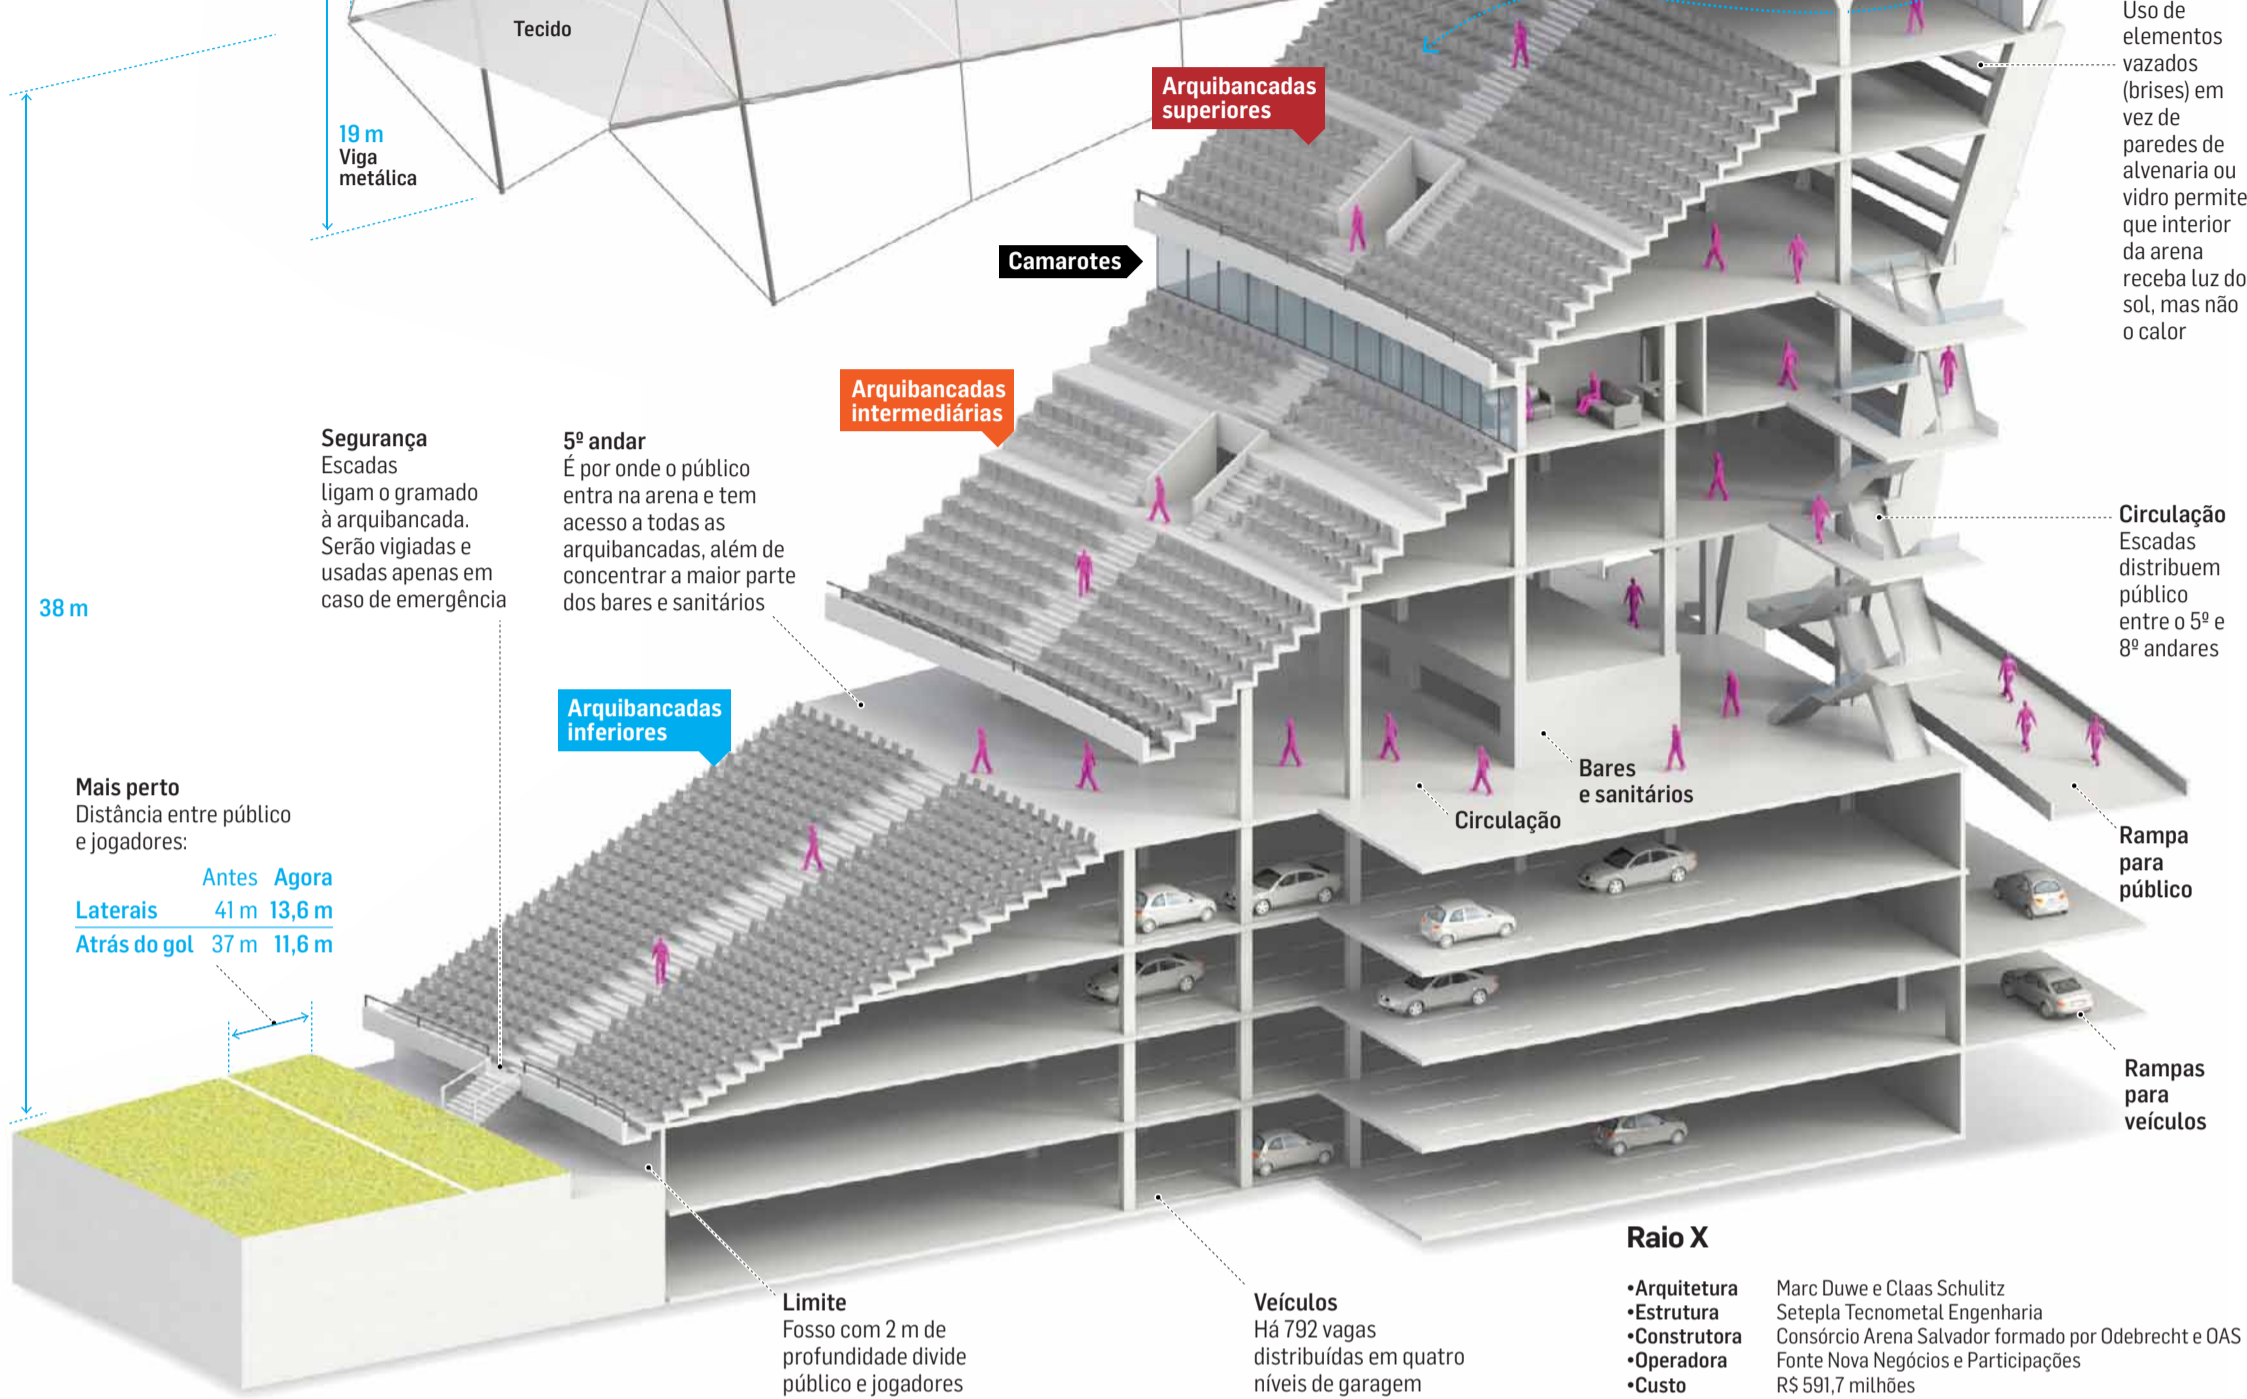 Tecido
19 m
Viga
metálica
38 m
Arquibancadas
superiores
Camarotes
Arquibancadas
intermediárias
Arquibancadas
inferiores
Uso de
elementos
vazados
(brises) em
vez de
paredes de
alvenaria ou
vidro permite
que interior
da arena
receba luz do
sol, mas não
o calor
Segurança
Escadas
ligam o gramado
à arquibancada.
Serão vigiadas e
usadas apenas em
caso de emergência
5º andar
É por onde o público
entra na arena e tem
acesso a todas as
arquibancadas, além de
concentrar a maior parte
dos bares e sanitários
Circulação
Escadas
distribuem
público
entre o 5º e
8º andares
Mais perto
Distância entre público
e jogadores:
Antes Agora
Laterais 41 m 13,6 m
Atrás do gol 37 m 11,6 m
Bares
e sanitários
Circulação
Rampa
para
público
Rampas
para
veículos
Limite
Fosso com 2 m de
profundidade divide
público e jogadores
Veículos
Há 792 vagas
distribuídas em quatro
níveis de garagem
Raio X
•Arquitetura Marc Duwe e Claas Schulitz
•Estrutura Setepla Tecnometal Engenharia
•Construtora Consórcio Arena Salvador formado por Odebrecht e OAS
•Operadora Fonte Nova Negócios e Participações
•Custo R$ 591,7 milhões